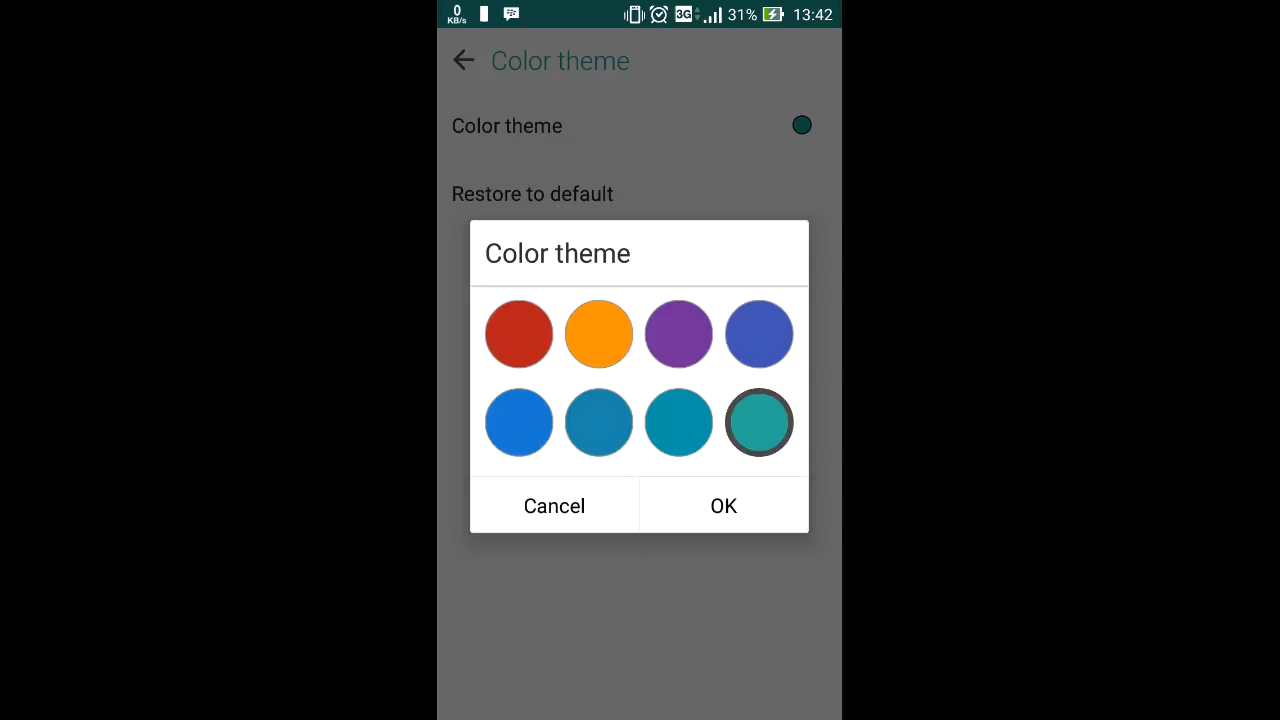 0
KB/s
3G
31%
13:42
Color theme
Color theme
Restore to default
Color theme
Cancel
OK